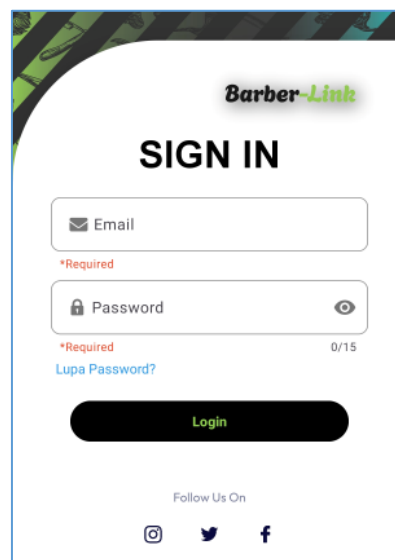 Barber-Link
SIGN IN
Email
*Required
Password
*Required 0/15
Lupa Password?
Login
Follow Us On